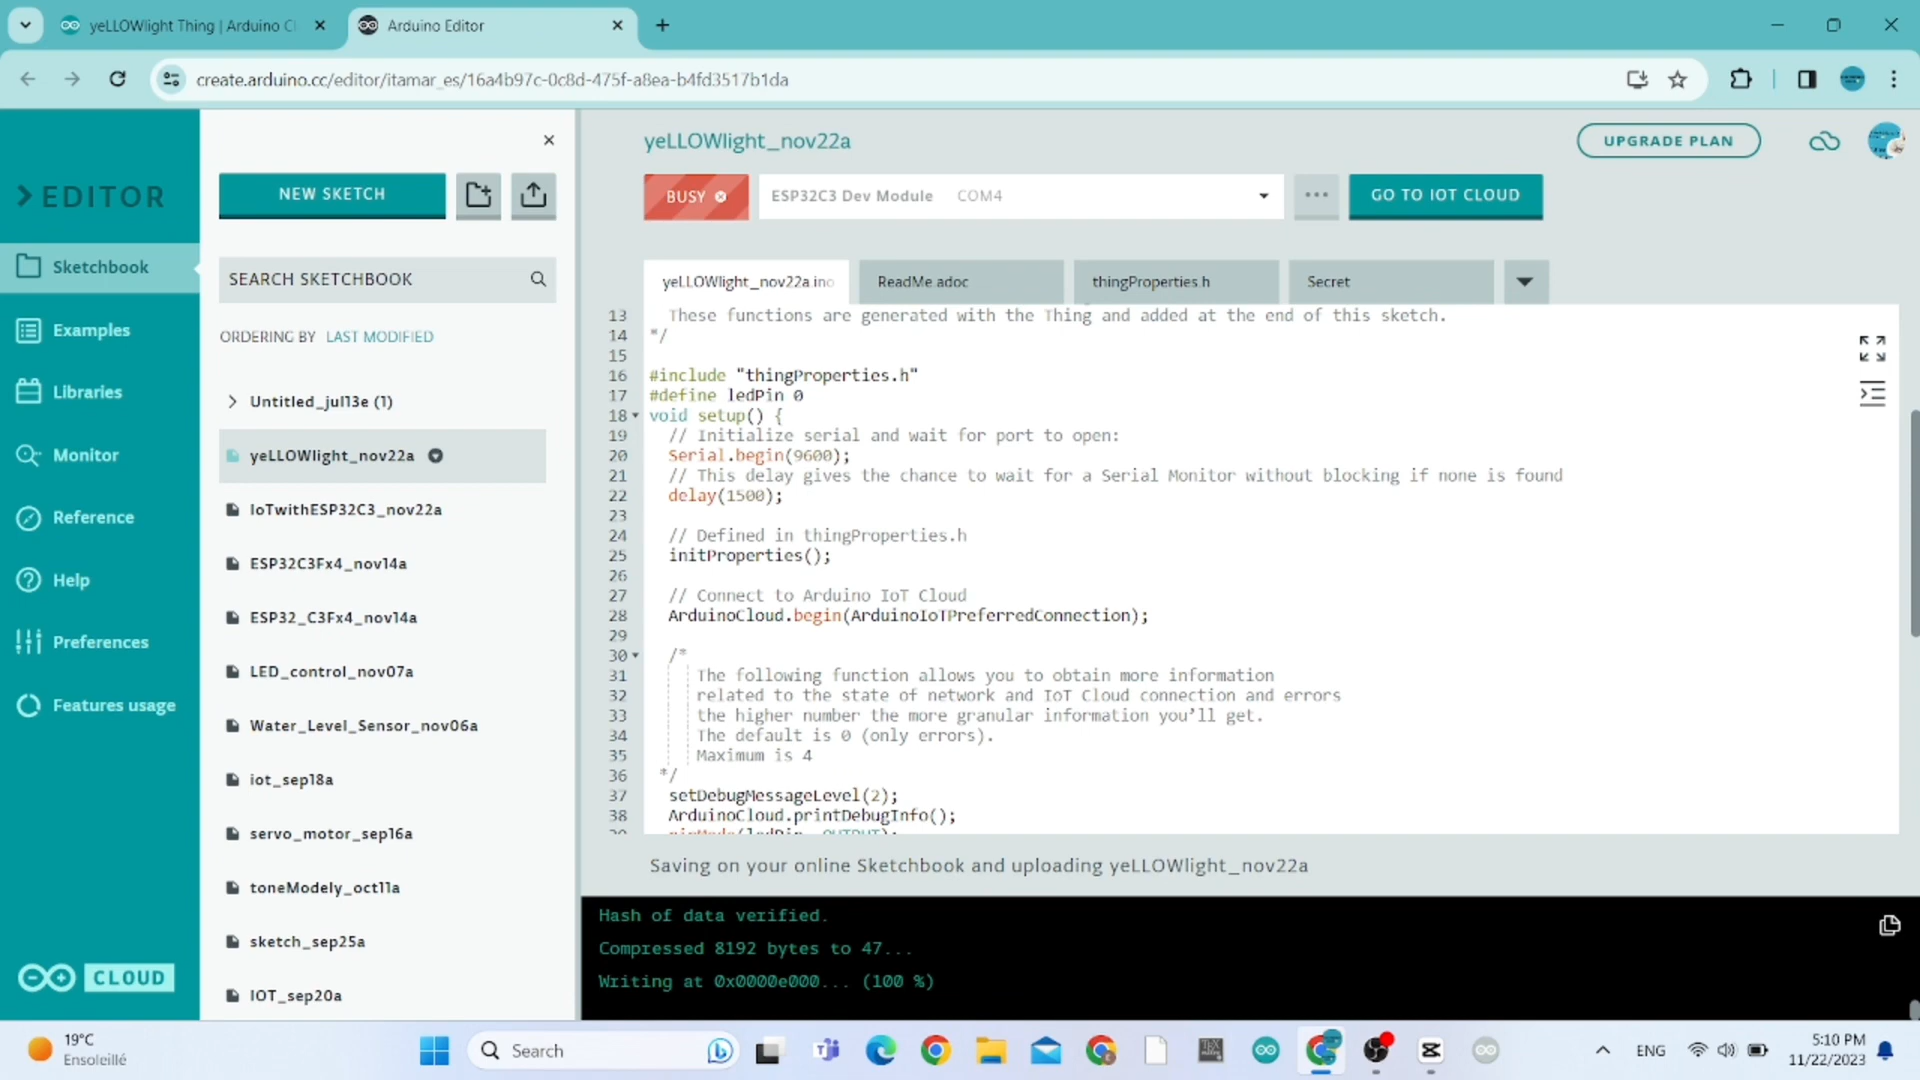 yeLLOWlight Thing | Arduino Cl
Arduino Editor
create.arduino.cc/editor/itamar_es/16a4b97c-0c8d-475f-a8ea-b4fd3517b1da
EDITOR
Sketchbook
Examples
Libraries
Monitor
Reference
Help
Preferences
Features usage
CLOUD
NEW SKETCH
SEARCH SKETCHBOOK
ORDERING BY LAST MODIFIED
Untitled_jul13e (1)
yeLLOWlight_nov22a
IoTwithESP32C3_nov22a
ESP32C3Fx4_nov14a
ESP32_C3Fx4_nov14a
LED_control_nov07a
Water_Level_Sensor_nov06a
iot_sep18a
servo_motor_sep16a
toneModely_oct11a
sketch_sep25a
IOT_sep20a
yeLLOWlight_nov22a
UPGRADE PLAN
BUSY
ESP32C3 Dev Module COM4
GO TO IOT CLOUD
yeLLOWlight_nov22a.ino
ReadMe.adoc
thingProperties.h
Secret
13 These functions are generated with the Thing and added at the end of this sketch.
14 */
15
16 #include "thingProperties.h"
17 #define ledPin 0
18 void setup() {
19 // Initialize serial and wait for port to open:
20 Serial.begin(9600);
21 // This delay gives the chance to wait for a Serial Monitor without blocking if none is found
22 delay(1500);
23
24 // Defined in thingProperties.h
25 initProperties();
26
27 // Connect to Arduino IoT Cloud
28 ArduinoCloud.begin(ArduinoIoTPreferredConnection);
29
30 /*
31 The following function allows you to obtain more information
32 related to the state of network and IoT Cloud connection and errors
33 the higher number the more granular information you’ll get.
34 The default is 0 (only errors).
35 Maximum is 4
36 */
37 setDebugMessageLevel(2);
38 ArduinoCloud.printDebugInfo();
39 pinMode(ledPin, OUTPUT);
Saving on your online Sketchbook and uploading yeLLOWlight_nov22a
Hash of data verified.
Compressed 8192 bytes to 47...
Writing at 0x0000e000... (100 %)
19°C
Ensoleillé
Search
ENG
5:10 PM
11/22/2023